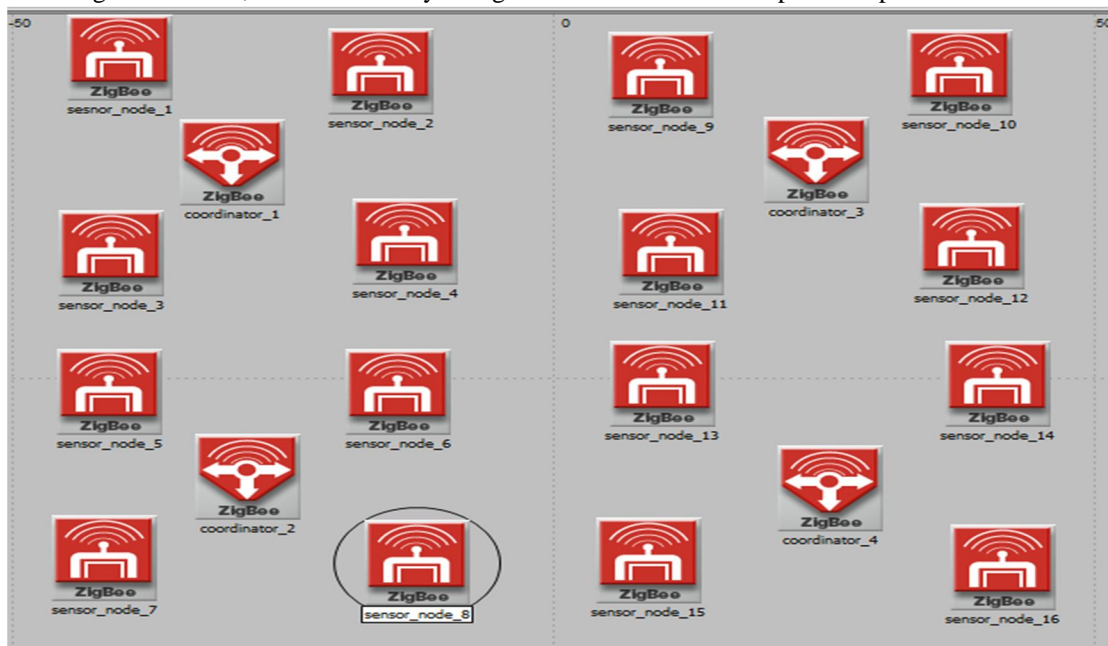 -50
0
50
ZigBee
sesnor_node_1
ZigBee
sensor_node_2
ZigBee
sensor_node_9
ZigBee
sensor_node_10
ZigBee
coordinator_1
ZigBee
coordinator_3
ZigBee
sensor_node_3
ZigBee
sensor_node_4
ZigBee
sensor_node_11
ZigBee
sensor_node_12
ZigBee
sensor_node_5
ZigBee
sensor_node_6
ZigBee
sensor_node_13
ZigBee
sensor_node_14
ZigBee
coordinator_2
ZigBee
coordinator_4
ZigBee
sensor_node_7
ZigBee
sensor_node_8
ZigBee
sensor_node_15
ZigBee
sensor_node_16